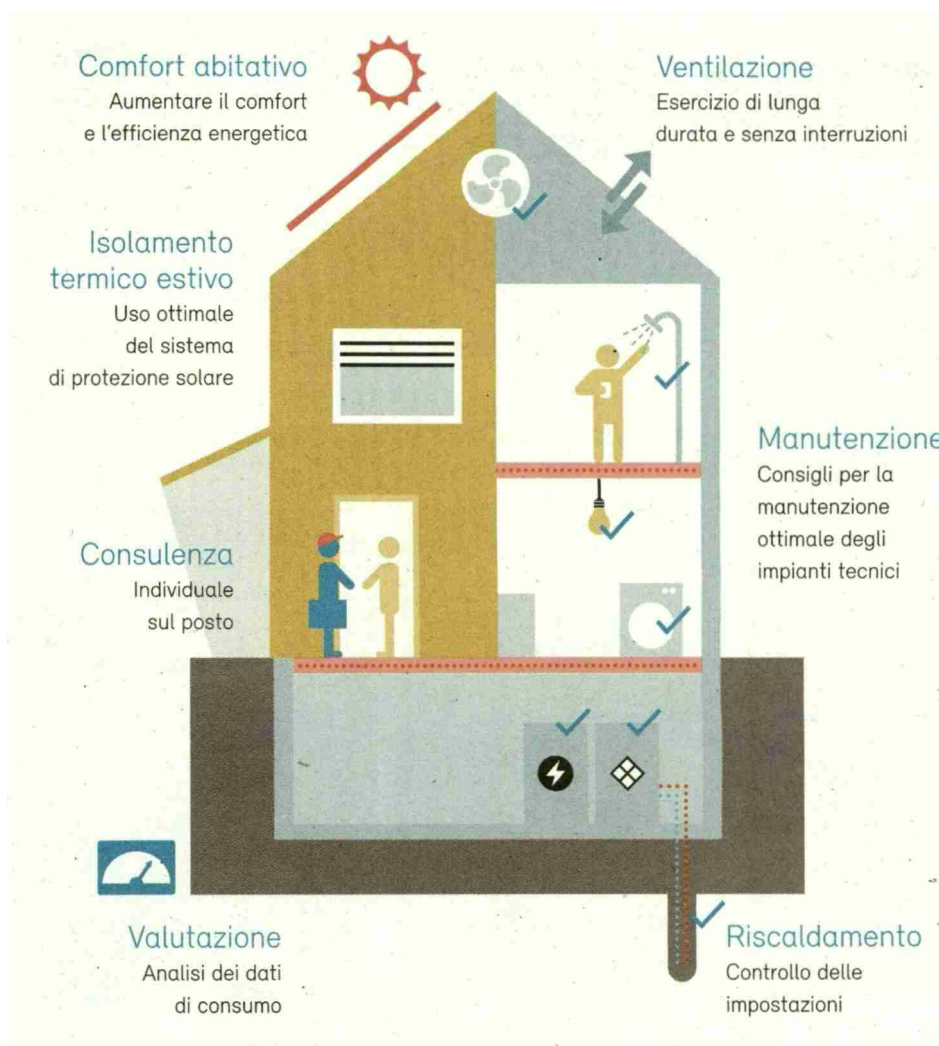 Comfort abitativo
Aumentare il comfort
e l'efficienza energetica
Ventilazione
Esercizio di lunga
durata e senza interruzioni
Isolamento
termico estivo
Uso ottimale
del sistema
di protezione solare
Manutenzione
Consigli per la
manutenzione
ottimale degli
impianti tecnici
Consulenza
Individuale
sul posto
Valutazione
Analisi dei dati
di consumo
Riscaldamento
Controllo delle
impostazioni